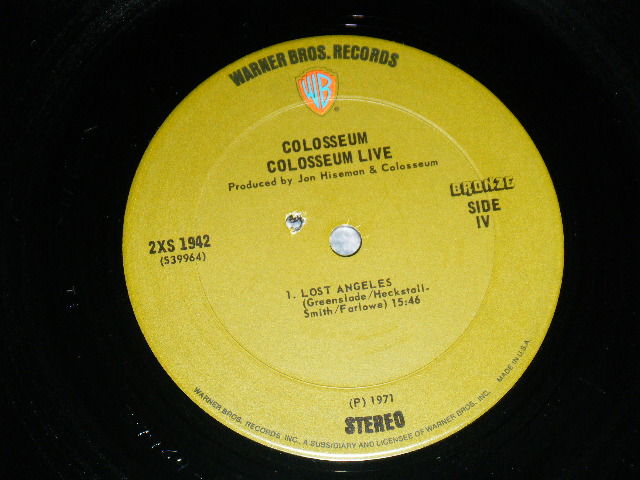 WARNER BROS. RECORDS
WB
®
COLOSSEUM
COLOSSEUM LIVE
Produced by Jon Hiseman & Colosseum
BRONZE
SIDE
IV
2XS 1942
(S39964)
1. LOST ANGELES
(Greenslade/Heckstall-
Smith/Farlowe) 15:46
(P) 1971
STEREO
WARNER BROS. RECORDS INC., A SUBSIDIARY AND LICENSEE OF WARNER BROS. INC.
MADE IN U.S.A.